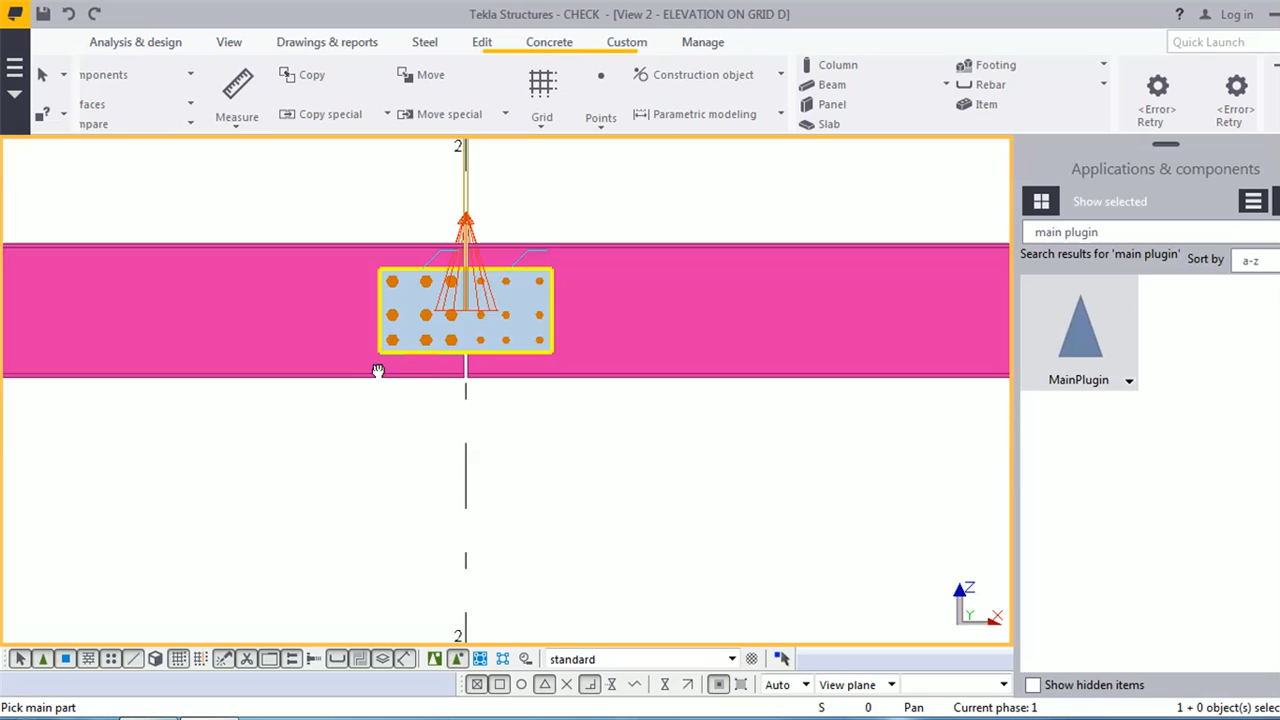 Tekla Structures - CHECK - [View 2 - ELEVATION ON GRID D]
? Log in
Analysis & design View Drawings & reports Steel Edit Concrete Custom Manage
Quick Launch
mponents
faces
mpare
Measure
Copy
Copy special
Move
Move special
Grid
Points
Construction object
Parametric modeling
Column
Beam
Panel
Slab
Footing
Rebar
Item
<Error>
Retry
<Error>
Retry
2
2
Z
Y X
Applications & components
Show selected
main plugin
Search results for 'main plugin'
Sort by a-z
MainPlugin
Show hidden items
standard
Auto View plane
Pick main part
S 0 Pan Current phase: 1 1 + 0 object(s) selec